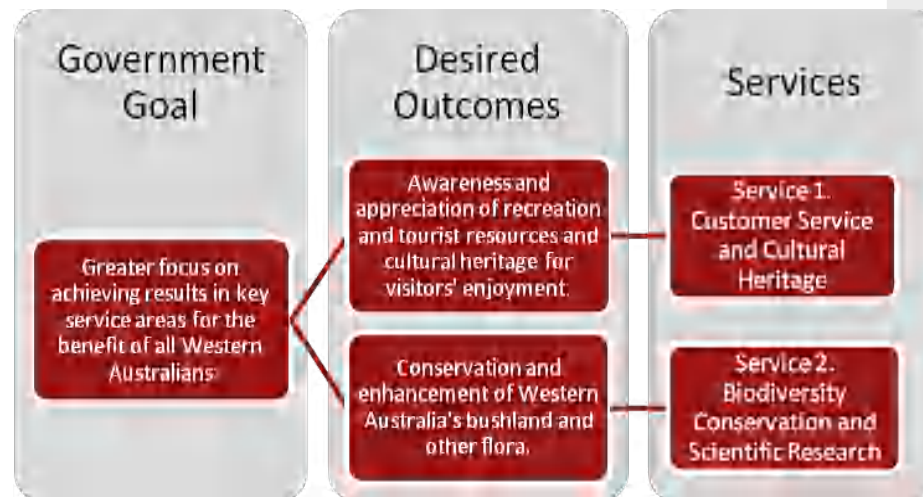 Government
Goal
Greater focus on
achieving results in key
service areas for the
benefit of all Western
Australians
Desired
Outcomes
Awareness and
appreciation of recreation
and tourist resources and
cultural heritage for
visitors' enjoyment.
Conservation and
enhancement of Western
Australia's bushland and
other flora.
Services
Service 1.
Customer Service
and Cultural
Heritage
Service 2.
Biodiversity
Conservation and
Scientific Research